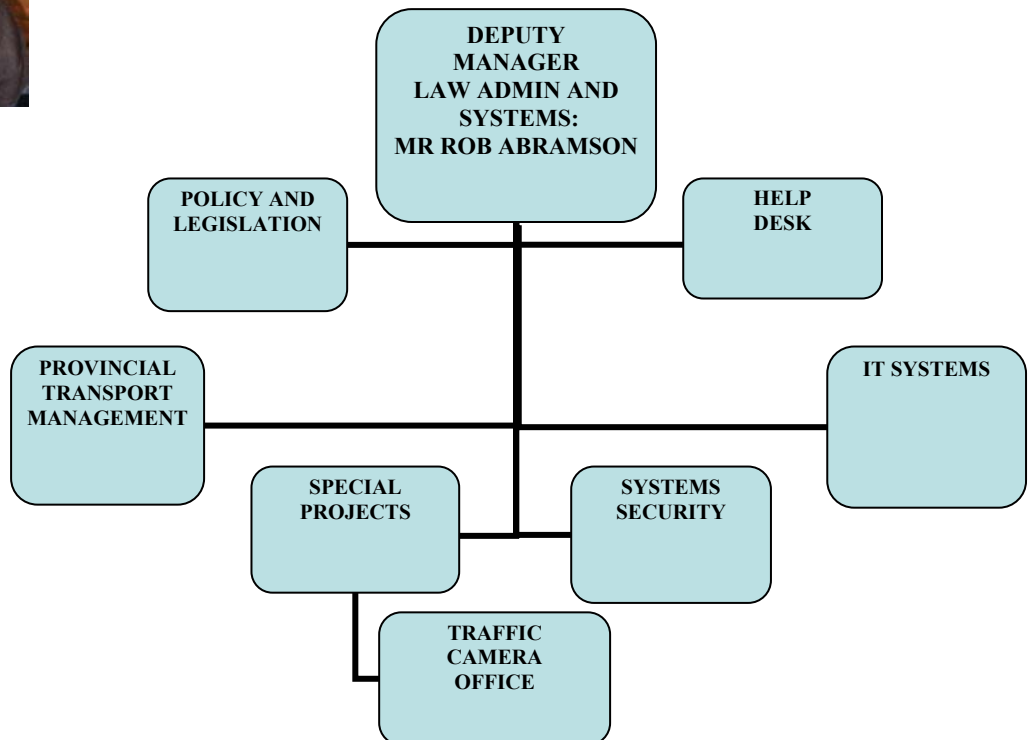 DEPUTY
MANAGER
LAW ADMIN AND
SYSTEMS:
MR ROB ABRAMSON
POLICY AND
LEGISLATION
HELP
DESK
PROVINCIAL
TRANSPORT
MANAGEMENT
IT SYSTEMS
SPECIAL
PROJECTS
SYSTEMS
SECURITY
TRAFFIC
CAMERA
OFFICE